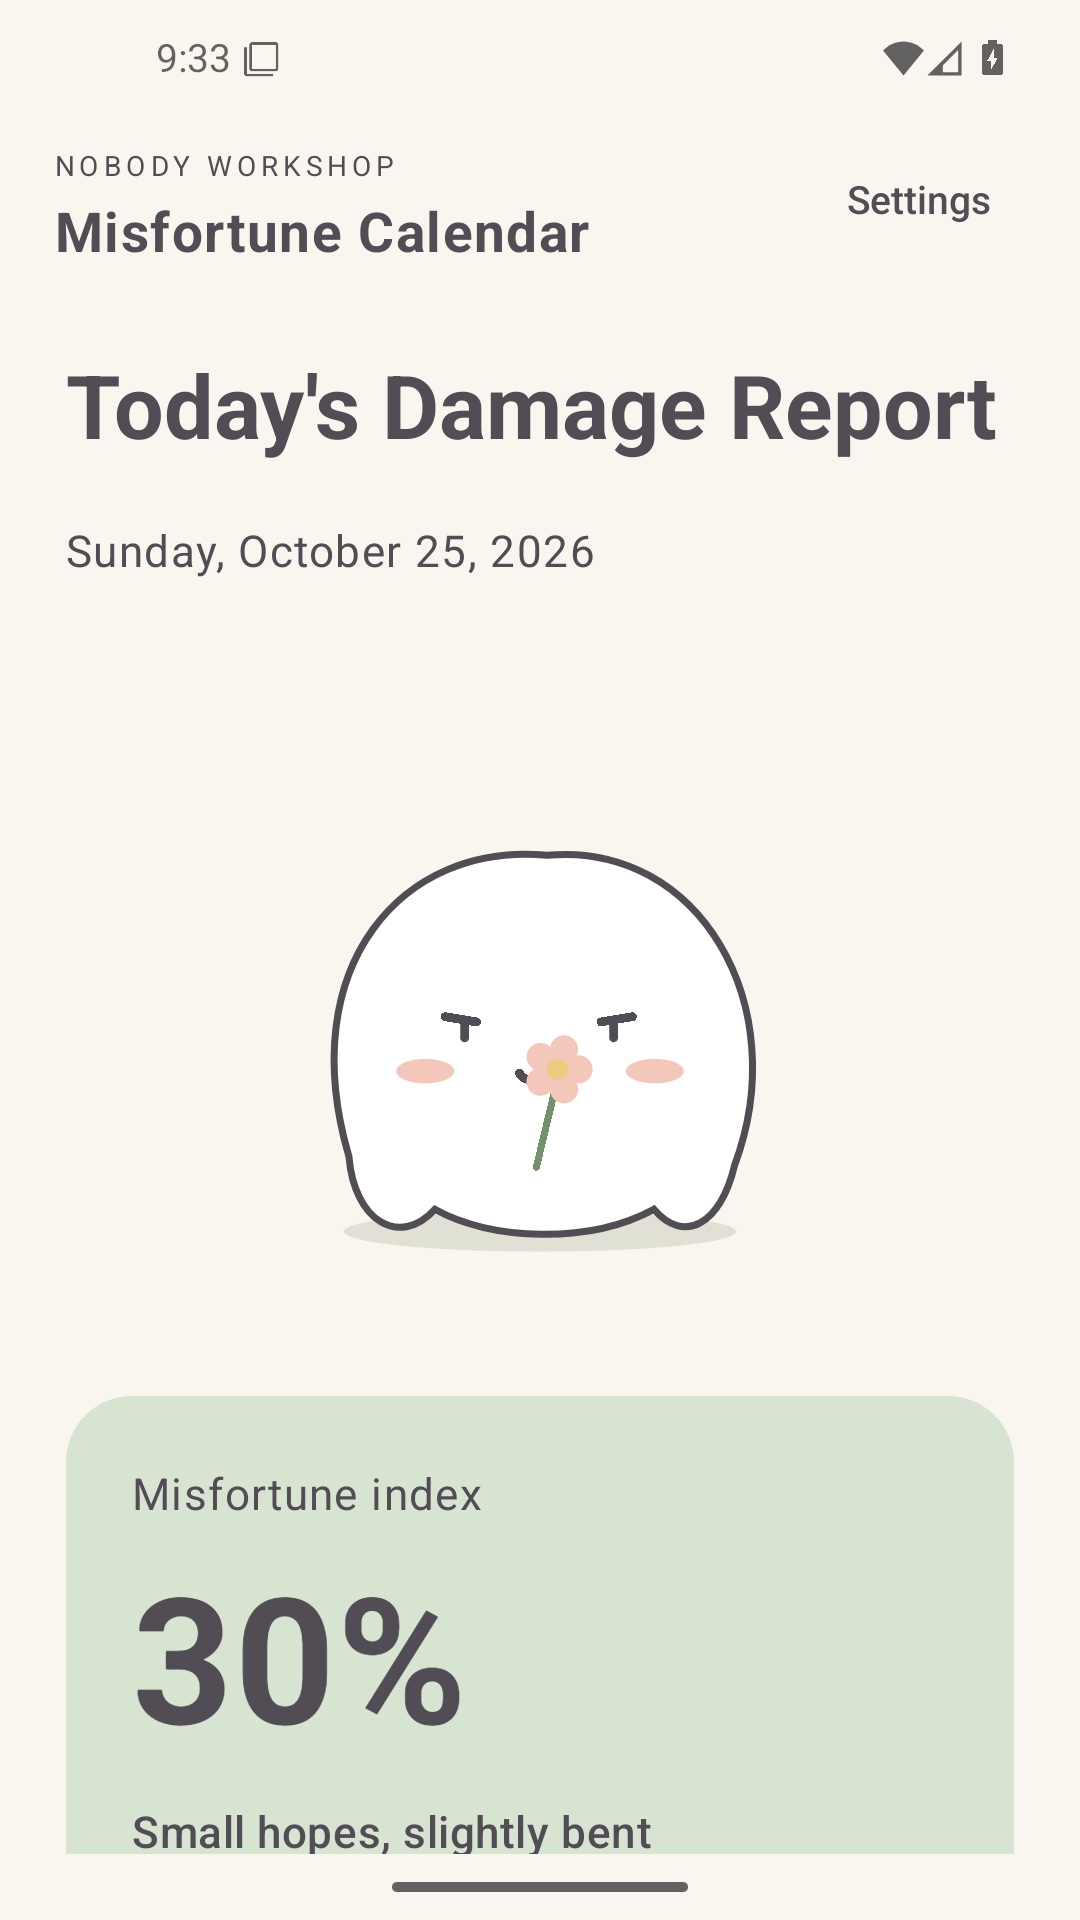 9:33
NOBODY WORKSHOP
Misfortune Calendar
Settings
Today's Damage Report
Sunday, October 25, 2026
Misfortune index
30%
Small hopes, slightly bent